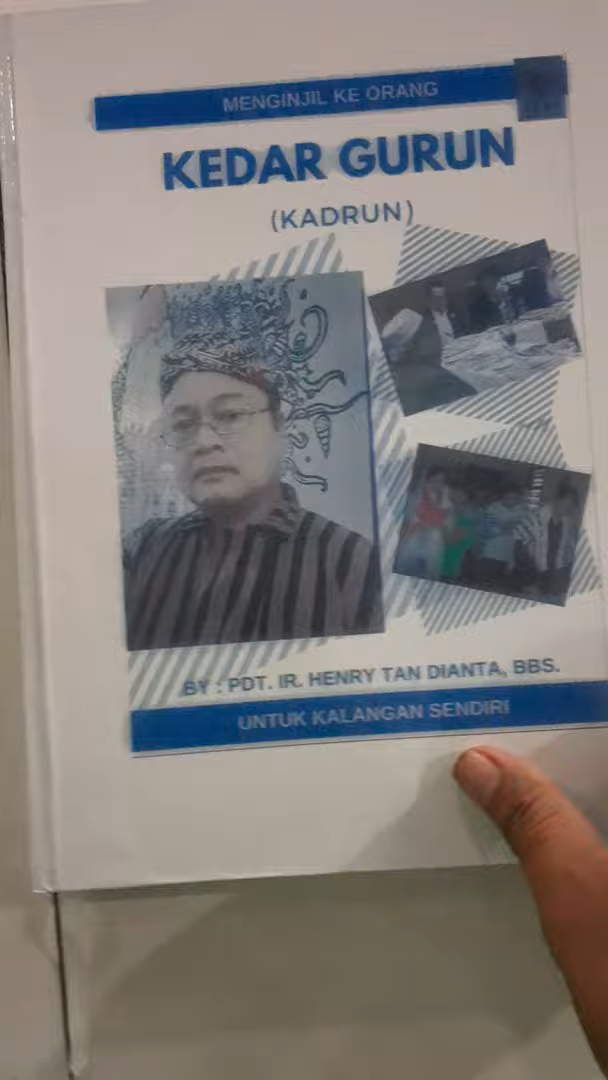 MENGINJIL KE ORANG
KEDAR GURUN
(KADRUN)
BY : PDT. IR. HENRY TAN DIANTA, BBS.
UNTUK KALANGAN SENDIRI